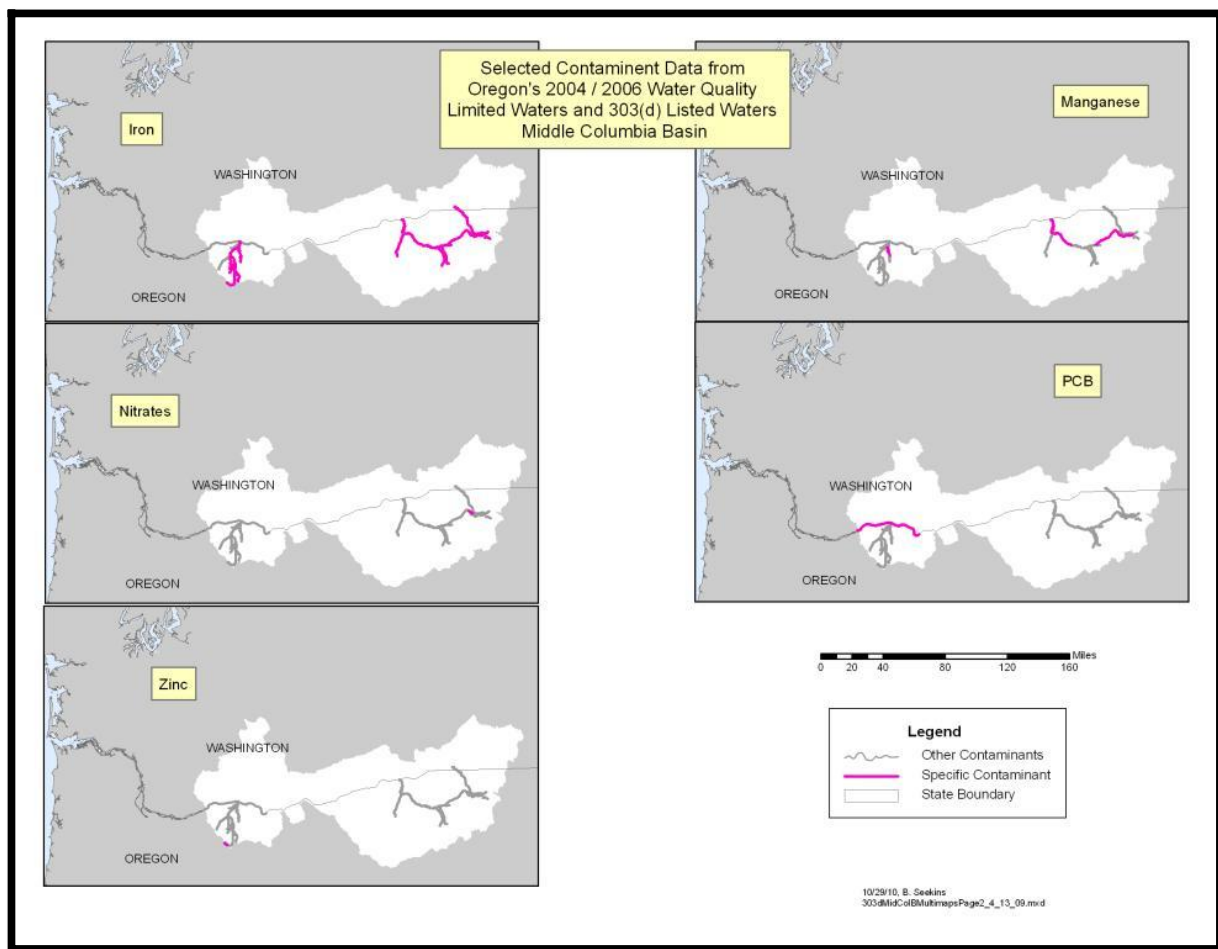 Selected Contaminent Data from
Oregon's 2004 / 2006 Water Quality
Limited Waters and 303(d) Listed Waters
Middle Columbia Basin
Iron
WASHINGTON
OREGON
Manganese
WASHINGTON
OREGON
Nitrates
WASHINGTON
OREGON
PCB
WASHINGTON
OREGON
Zinc
WASHINGTON
OREGON
Miles
0 20 40 80 120 160
Legend
Other Contaminants
Specific Contaminant
State Boundary
10/29/10, B. Seekins
303dMidColBMultimapsPage2_4_13_09.mxd